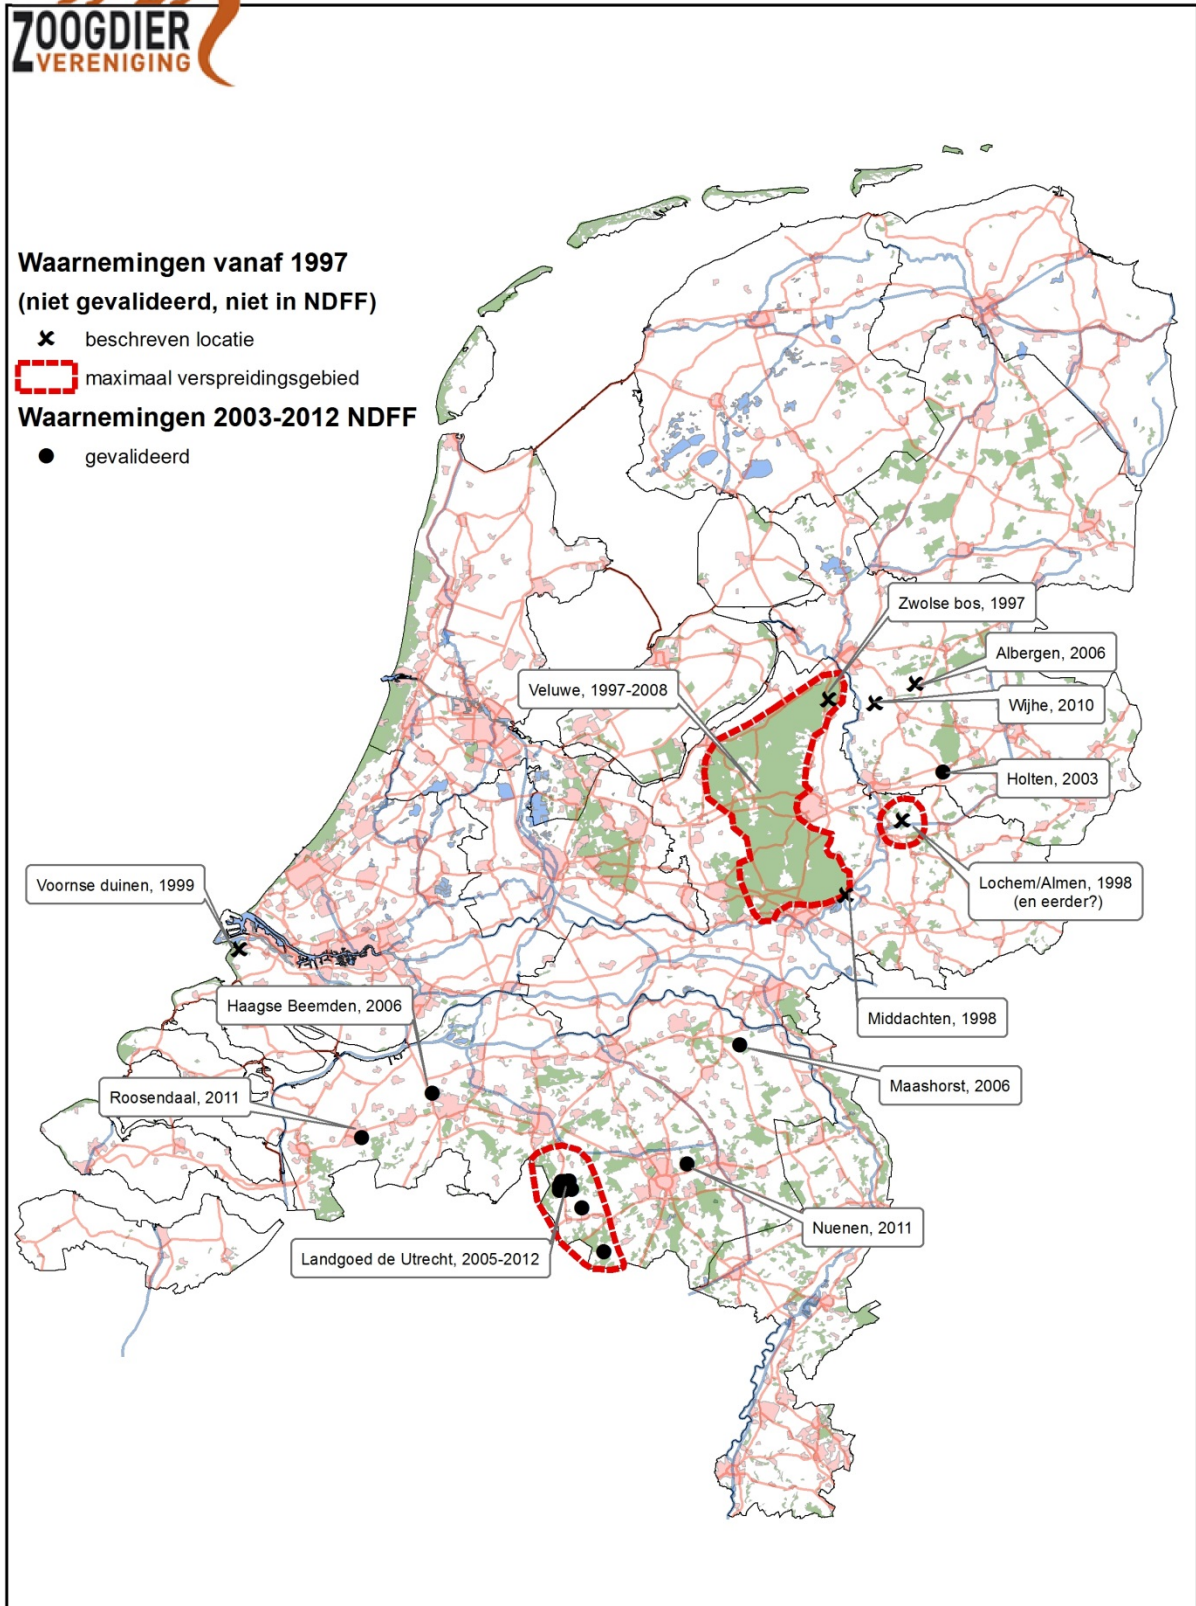 ZOOGDIER
VERENIGING
Waarnemingen vanaf 1997
(niet gevalideerd, niet in NDFF)
beschreven locatie
maximaal verspreidingsgebied
Waarnemingen 2003-2012 NDFF
gevalideerd
Zwolse bos, 1997
Albergen, 2006
Veluwe, 1997-2008
Wijhe, 2010
Holten, 2003
Voornse duinen, 1999
Lochem/Almen, 1998
(en eerder?)
Haagse Beemden, 2006
Middachten, 1998
Roosendaal, 2011
Maashorst, 2006
Nuenen, 2011
Landgoed de Utrecht, 2005-2012